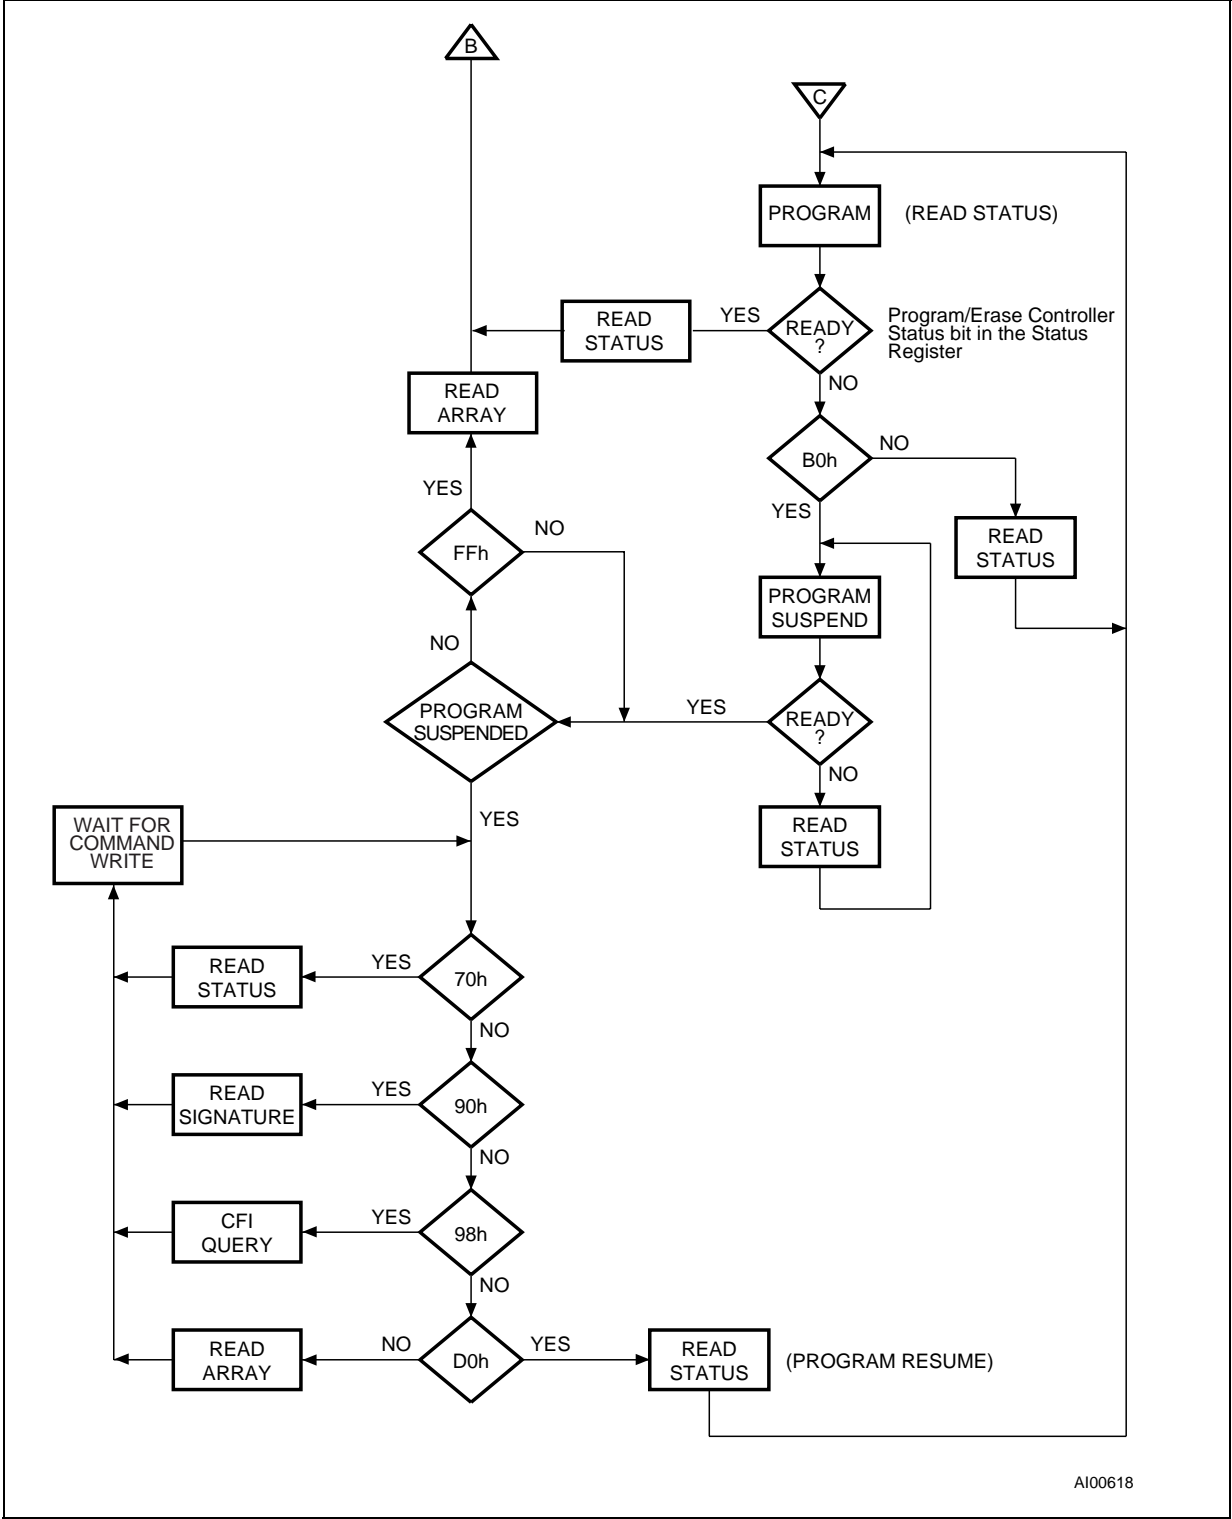 B
C
PROGRAM
(READ STATUS)
READ
STATUS
YES
READY
?
Program/Erase Controller
Status bit in the Status
Register
NO
READ
ARRAY
B0h
NO
YES
YES
FFh
NO
READ
STATUS
PROGRAM
SUSPEND
NO
PROGRAM
SUSPENDED
YES
READY
?
NO
YES
WAIT FOR
COMMAND
WRITE
READ
STATUS
READ
STATUS
YES
70h
NO
READ
SIGNATURE
YES
90h
NO
CFI
QUERY
YES
98h
NO
READ
ARRAY
NO
D0h
YES
READ
STATUS
(PROGRAM RESUME)
AI00618